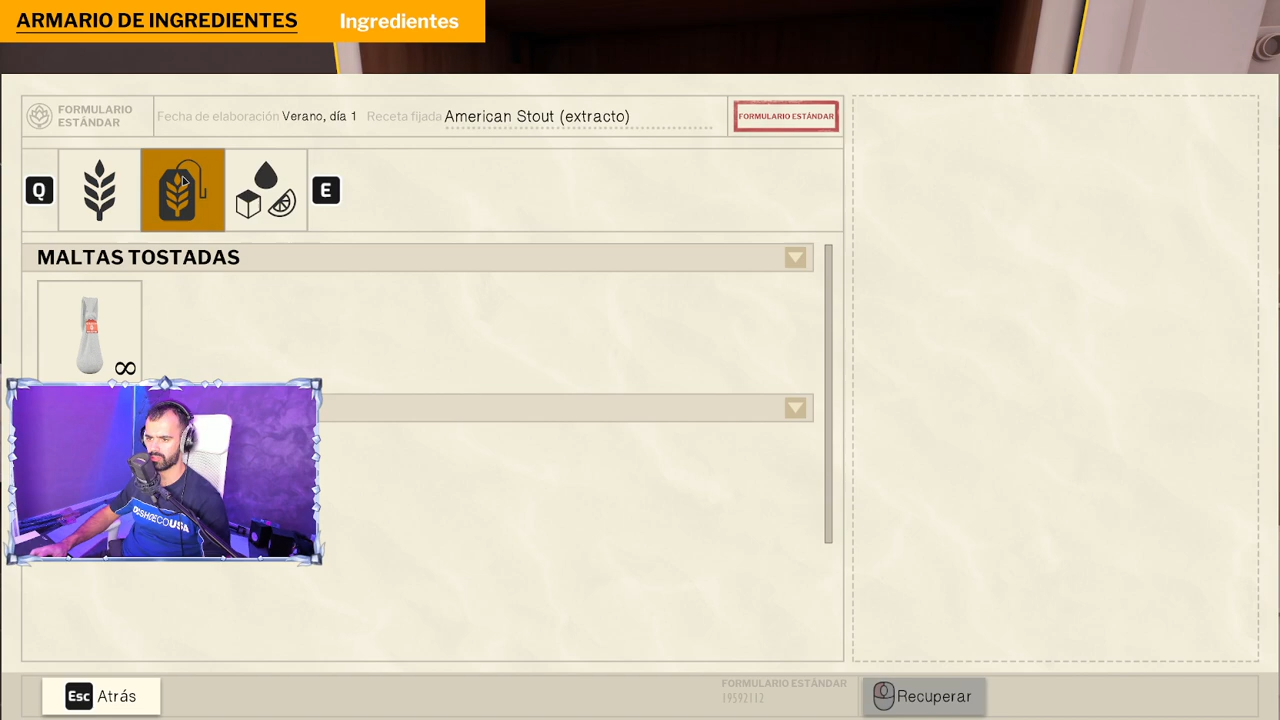 ARMARIO DE INGREDIENTES Ingredientes
FORMULARIO
ESTÁNDAR
Fecha de elaboración Verano, día 1 Receta fijada American Stout (extracto)
FORMULARIO ESTÁNDAR
Q
E
MALTAS TOSTADAS
∞
Esc Atrás
FORMULARIO ESTÁNDAR
19592112
Recuperar